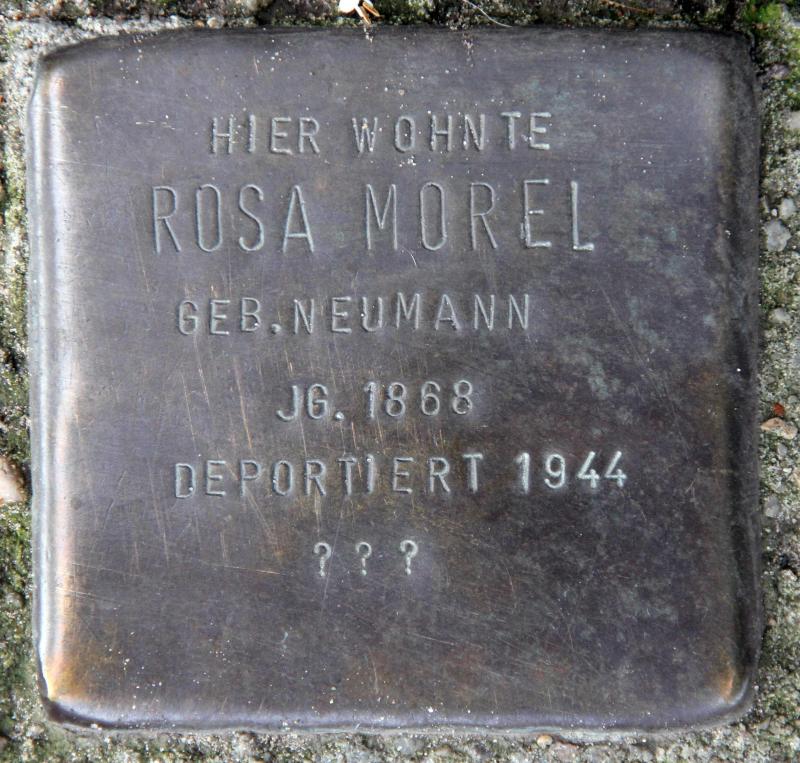 HIER WOHNTE
ROSA MOREL
GEB. NEUMANN
JG. 1868
DEPORTIERT 1944
? ? ?